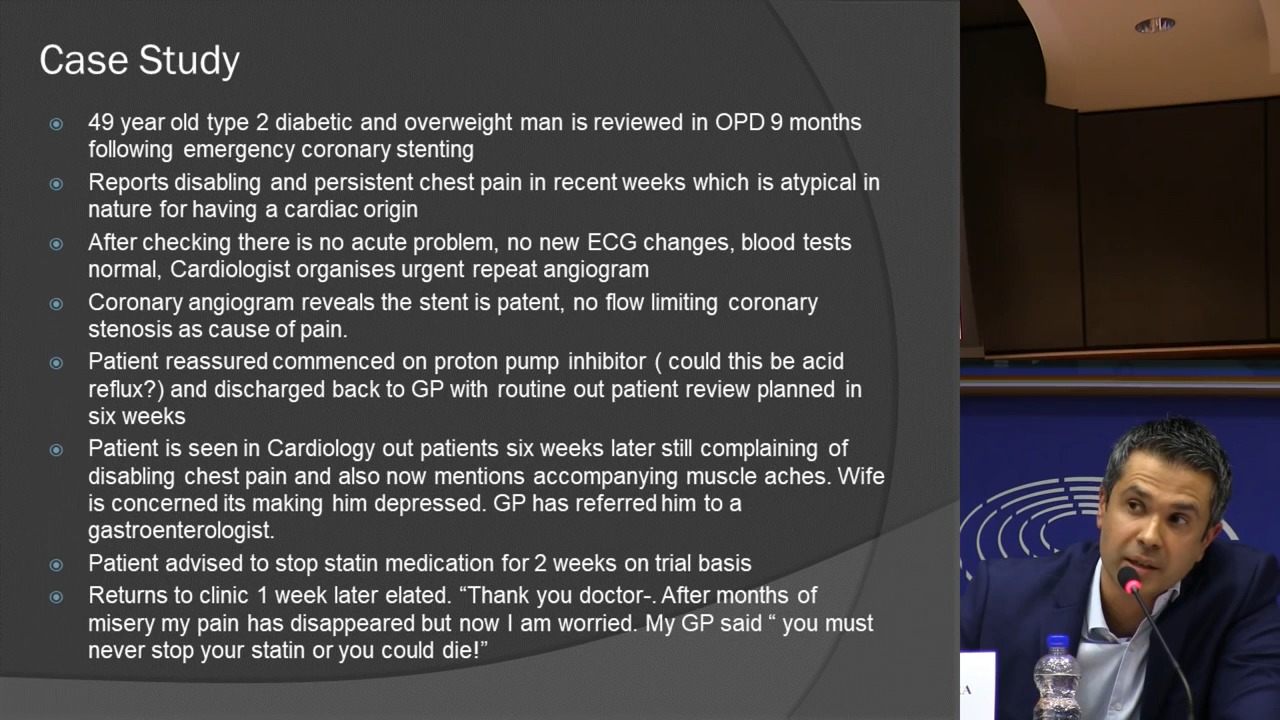 Case Study
49 year old type 2 diabetic and overweight man is reviewed in OPD 9 months
following emergency coronary stenting
Reports disabling and persistent chest pain in recent weeks which is atypical in
nature for having a cardiac origin
After checking there is no acute problem, no new ECG changes, blood tests
normal, Cardiologist organises urgent repeat angiogram
Coronary angiogram reveals the stent is patent, no flow limiting coronary
stenosis as cause of pain.
Patient reassured commenced on proton pump inhibitor ( could this be acid
reflux?) and discharged back to GP with routine out patient review planned in
six weeks
Patient is seen in Cardiology out patients six weeks later still complaining of
disabling chest pain and also now mentions accompanying muscle aches. Wife
is concerned its making him depressed. GP has referred him to a
gastroenterologist.
Patient advised to stop statin medication for 2 weeks on trial basis
Returns to clinic 1 week later elated. “Thank you doctor-. After months of
misery my pain has disappeared but now I am worried. My GP said “ you must
never stop your statin or you could die!”